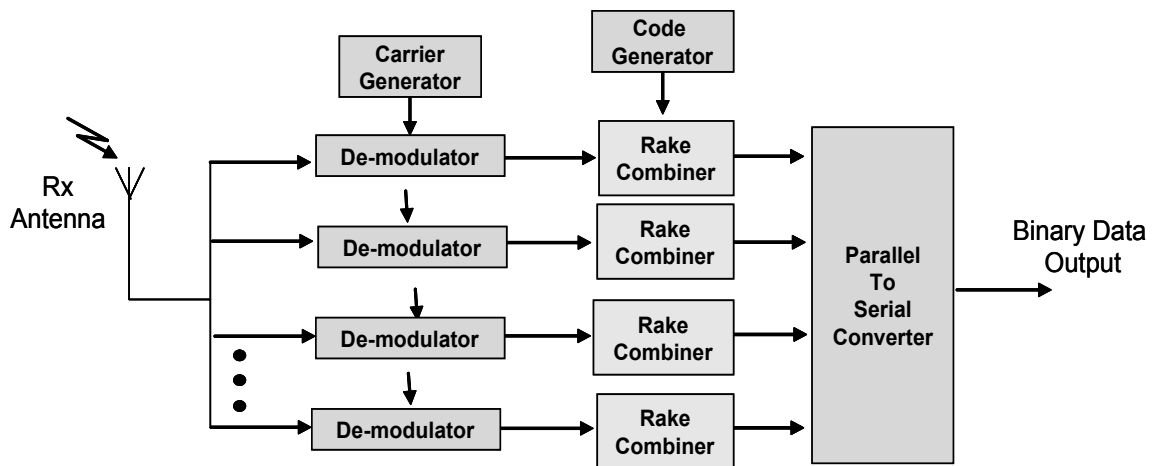 Carrier
Generator
Code
Generator
Rx
Antenna
De-modulator
Rake
Combiner
De-modulator
Rake
Combiner
De-modulator
Rake
Combiner
De-modulator
Rake
Combiner
Parallel
To
Serial
Converter
Binary Data
Output